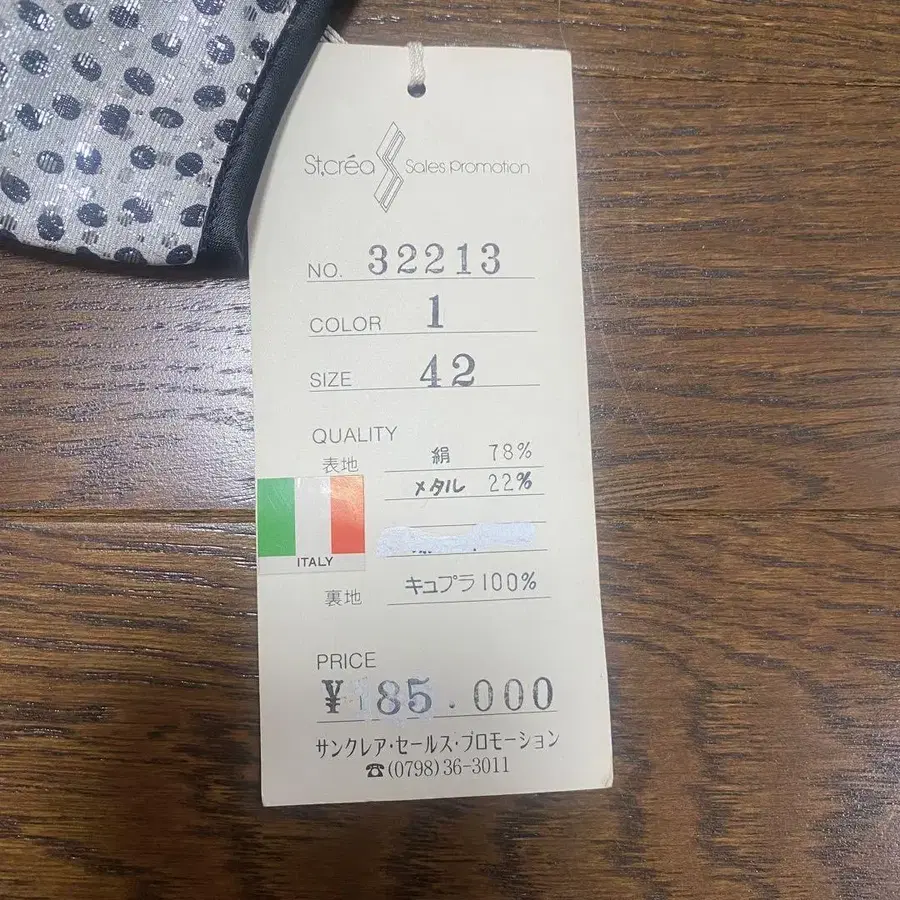 St,créa Sales promotion
NO. 32213
COLOR 1
SIZE 42
QUALITY
表地 絹 78%
メタル 22%
ITALY
裏地 キュプラ 100%
PRICE
¥185.000
サンクレア・セールス・プロモーション
☎(0798)36-3011